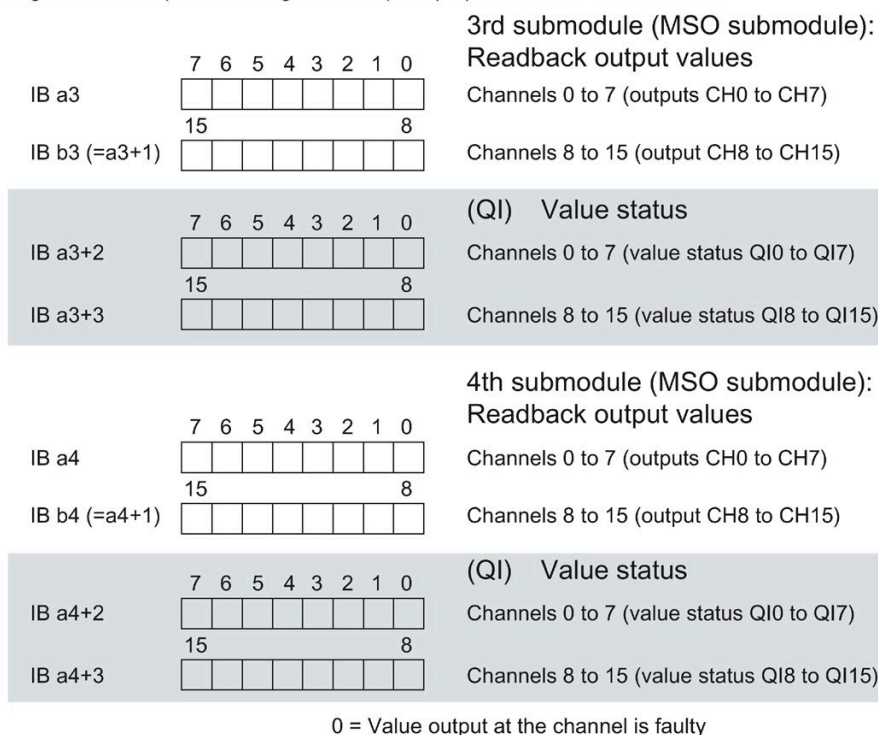 3rd submodule (MSO submodule):
Readback output values
7 6 5 4 3 2 1 0
IB a3 Channels 0 to 7 (outputs CH0 to CH7)
15 8
IB b3 (=a3+1) Channels 8 to 15 (output CH8 to CH15)
(QI) Value status
7 6 5 4 3 2 1 0
IB a3+2 Channels 0 to 7 (value status QI0 to QI7)
15 8
IB a3+3 Channels 8 to 15 (value status QI8 to QI15)
4th submodule (MSO submodule):
Readback output values
7 6 5 4 3 2 1 0
IB a4 Channels 0 to 7 (outputs CH0 to CH7)
15 8
IB b4 (=a4+1) Channels 8 to 15 (output CH8 to CH15)
(QI) Value status
7 6 5 4 3 2 1 0
IB a4+2 Channels 0 to 7 (value status QI0 to QI7)
15 8
IB a4+3 Channels 8 to 15 (value status QI8 to QI15)
0 = Value output at the channel is faulty